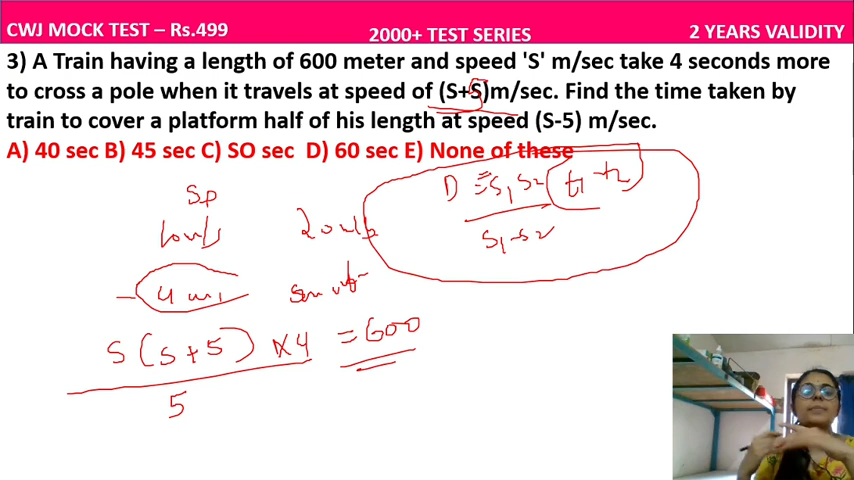 CWJ MOCK TEST – Rs.499
2000+ TEST SERIES
2 YEARS VALIDITY
3) A Train having a length of 600 meter and speed 'S' m/sec take 4 seconds more
to cross a pole when it travels at speed of (S+5)m/sec. Find the time taken by
train to cover a platform half of his length at speed (S-5) m/sec.
A) 40 sec B) 45 sec C) SO sec D) 60 sec E) None of these
D = S1 S2 t1 - t2
S1 - S2
SP
S (S + 5) × 4 = 600
5